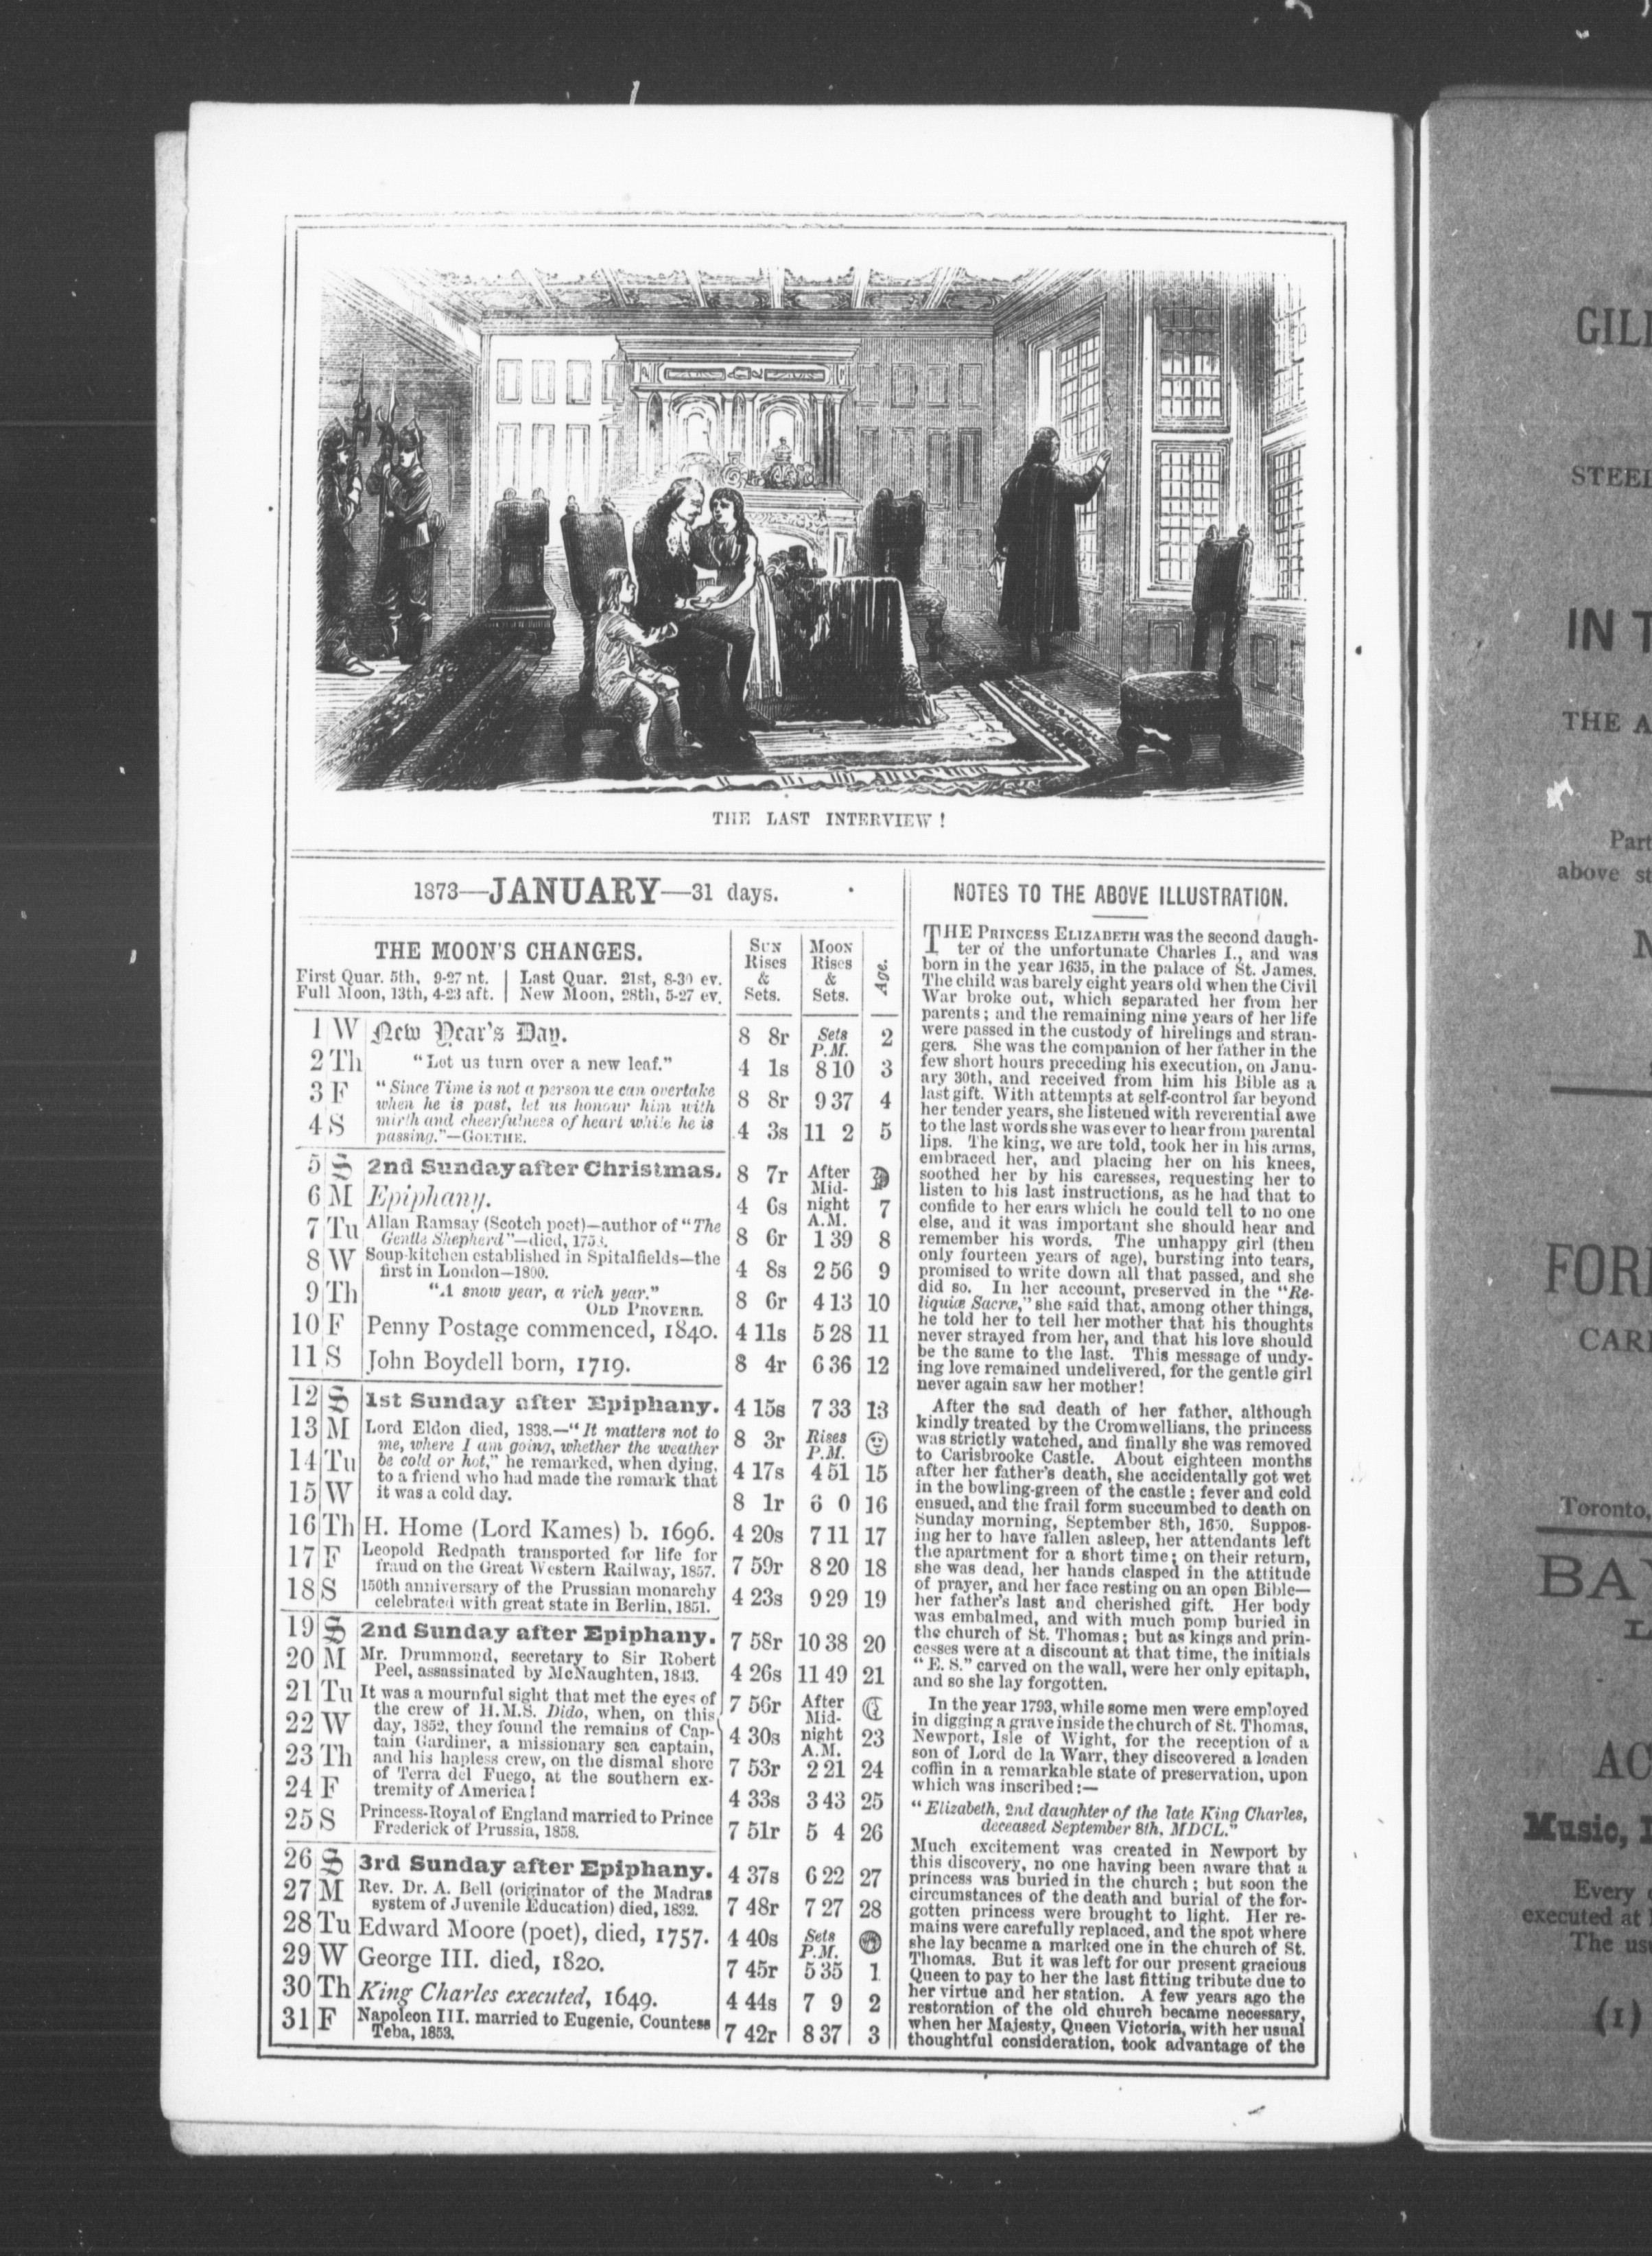 THE LAST INTERVIEW !
1873—JANUARY—31 days.
THE MOON'S CHANGES.
First Quar. 5th, 9-27 nt. | Last Quar. 21st, 8-30 ev.
Full Moon, 13th, 4-23 aft. | New Moon, 28th, 5-27 ev.
Sun Rises & Sets.
Moon Rises & Sets.
Age.
1 W New Year's Day. 8 8r Sets P.M. 2
2 Th "Let us turn over a new leaf." 4 1s 8 10 3
3 F "Since Time is not a person we can overtake 8 8r 9 37 4
when he is past, let us honour him with
4 S mirth and cheerfulness of heart while he is 4 3s 11 2 5
passing."—GOETHE.
5 S 2nd Sunday after Christmas. 8 7r After
6 M Epiphany. 4 6s Mid-night 7
7 Tu Allan Ramsay (Scotch poet)—author of "The 8 6r A.M. 1 39 8
Gentle Shepherd"—died, 1758.
8 W Soup-kitchen established in Spitalfields—the 4 8s 2 56 9
first in London—1800.
9 Th "A snow year, a rich year." 8 6r 4 13 10
OLD PROVERB.
10 F Penny Postage commenced, 1840. 4 11s 5 28 11
11 S John Boydell born, 1719. 8 4r 6 36 12
12 S 1st Sunday after Epiphany. 4 15s 7 33 13
13 M Lord Eldon died, 1838.—"It matters not to 8 3r Rises P.M.
me, where I am going, whether the weather
14 Tu be cold or hot," he remarked, when dying, 4 17s 4 51 15
to a friend who had made the remark that
15 W it was a cold day. 8 1r 6 0 16
16 Th H. Home (Lord Kames) b. 1696. 4 20s 7 11 17
17 F Leopold Redpath transported for life for 7 59r 8 20 18
fraud on the Great Western Railway, 1857.
18 S 150th anniversary of the Prussian monarchy 4 23s 9 29 19
celebrated with great state in Berlin, 1851.
19 S 2nd Sunday after Epiphany. 7 58r 10 38 20
20 M Mr. Drummond, secretary to Sir Robert 4 26s 11 49 21
Peel, assassinated by McNaughten, 1843.
21 Tu It was a mournful sight that met the eyes of 7 56r After
the crew of H.M.S. Dido, when, on this
22 W day, 1852, they found the remains of Cap- 4 30s Mid-night 23
tain Gardiner, a missionary sea captain,
23 Th and his hapless crew, on the dismal shore 7 53r A.M. 2 21 24
of Terra del Fuego, at the southern ex-
24 F tremity of America! 4 33s 3 43 25
25 S Princess-Royal of England married to Prince 7 51r 5 4 26
Frederick of Prussia, 1858.
26 S 3rd Sunday after Epiphany. 4 37s 6 22 27
27 M Rev. Dr. A. Bell (originator of the Madras 7 48r 7 27 28
system of Juvenile Education) died, 1832.
28 Tu Edward Moore (poet), died, 1757. 4 40s Sets P.M.
29 W George III. died, 1820. 7 45r 5 35 1
30 Th King Charles executed, 1649. 4 44s 7 9 2
31 F Napoleon III. married to Eugenie, Countess 7 42r 8 37 3
Teba, 1853.
NOTES TO THE ABOVE ILLUSTRATION.
THE PRINCESS ELIZABETH was the second daugh-
ter of the unfortunate Charles I., and was
born in the year 1635, in the palace of St. James.
The child was barely eight years old when the Civil
War broke out, which separated her from her
parents; and the remaining nine years of her life
were passed in the custody of hirelings and stran-
gers. She was the companion of her father in the
few short hours preceding his execution, on Janu-
ary 30th, and received from him his Bible as a
last gift. With attempts at self-control far beyond
her tender years, she listened with reverential awe
to the last words she was ever to hear from parental
lips. The king, we are told, took her in his arms,
embraced her, and placing her on his knees,
soothed her by his caresses, requesting her to
listen to his last instructions, as he had that to
confide to her ears which he could tell to no one
else, and it was important she should hear and
remember his words. The unhappy girl (then
only fourteen years of age), bursting into tears,
promised to write down all that passed, and she
did so. In her account, preserved in the "Re-
liquiæ Sacræ," she said that, among other things,
he told her to tell her mother that his thoughts
never strayed from her, and that his love should
be the same to the last. This message of undy-
ing love remained undelivered, for the gentle girl
never again saw her mother!
After the sad death of her father, although
kindly treated by the Cromwellians, the princess
was strictly watched, and finally she was removed
to Carisbrooke Castle. About eighteen months
after her father's death, she accidentally got wet
in the bowling-green of the castle; fever and cold
ensued, and the frail form succumbed to death on
Sunday morning, September 8th, 1650. Suppos-
ing her to have fallen asleep, her attendants left
the apartment for a short time; on their return,
she was dead, her hands clasped in the attitude
of prayer, and her face resting on an open Bible—
her father's last and cherished gift. Her body
was embalmed, and with much pomp buried in
the church of St. Thomas; but as kings and prin-
cesses were at a discount at that time, the initials
"E. S." carved on the wall, were her only epitaph,
and so she lay forgotten.
In the year 1793, while some men were employed
in digging a grave inside the church of St. Thomas,
Newport, Isle of Wight, for the reception of a
son of Lord de la Warr, they discovered a leaden
coffin in a remarkable state of preservation, upon
which was inscribed:—
"Elizabeth, 2nd daughter of the late King Charles,
deceased September 8th, MDCL."
Much excitement was created in Newport by
this discovery, no one having been aware that a
princess was buried in the church; but soon the
circumstances of the death and burial of the for-
gotten princess were brought to light. Her re-
mains were carefully replaced, and the spot where
she lay became a marked one in the church of St.
Thomas. But it was left for our present gracious
Queen to pay to her the last fitting tribute due to
her virtue and her station. A few years ago the
restoration of the old church became necessary,
when her Majesty, Queen Victoria, with her usual
thoughtful consideration, took advantage of the
GILI
STEEL
IN T
THE A
Part
above st
FOR
CAR
Toronto,
BAY
L
AC
Music,
Every
executed at
The usu
(1)